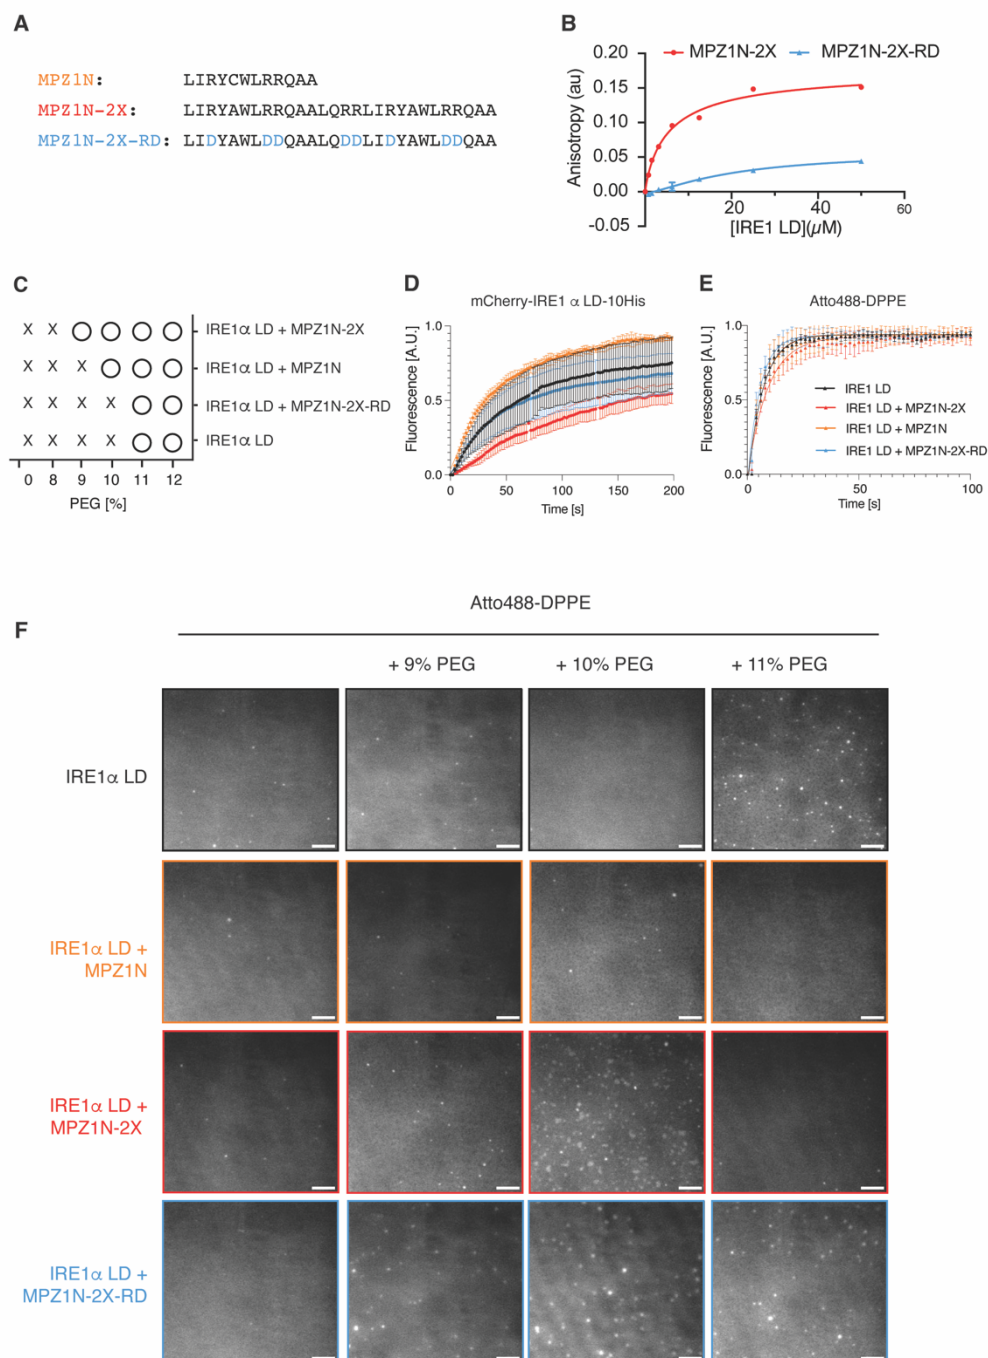 A
MPZ1N: LIRYCWLRRQAA
MPZ1N-2X: LIRYAWLRRQAALQRRLIRYAWLRRQAA
MPZ1N-2X-RD: LIDYAWLDDQAALQDDLIDYAWLDDQAA
B
MPZ1N-2X MPZ1N-2X-RD
Anisotropy (au)
0.20
0.15
0.10
0.05
0.00
-0.05
20 40 60
[IRE1 LD](µM)
C
X X IRE1α LD + MPZ1N-2X
X X X IRE1α LD + MPZ1N
X X X X IRE1α LD + MPZ1N-2X-RD
X X X X IRE1α LD
0 8 9 10 11 12
PEG [%]
D
mCherry-IRE1 α LD-10His
Fluorescence [A.U.]
1.0
0.5
0.0
0 50 100 150 200
Time [s]
E
Atto488-DPPE
Fluorescence [A.U.]
1.0
0.5
0.0
IRE1 LD
IRE1 LD + MPZ1N-2X
IRE1 LD + MPZ1N
IRE1 LD + MPZ1N-2X-RD
0 50 100
Time [s]
F
Atto488-DPPE
+ 9% PEG + 10% PEG + 11% PEG
IRE1α LD
IRE1α LD +
MPZ1N
IRE1α LD +
MPZ1N-2X
IRE1α LD +
MPZ1N-2X-RD